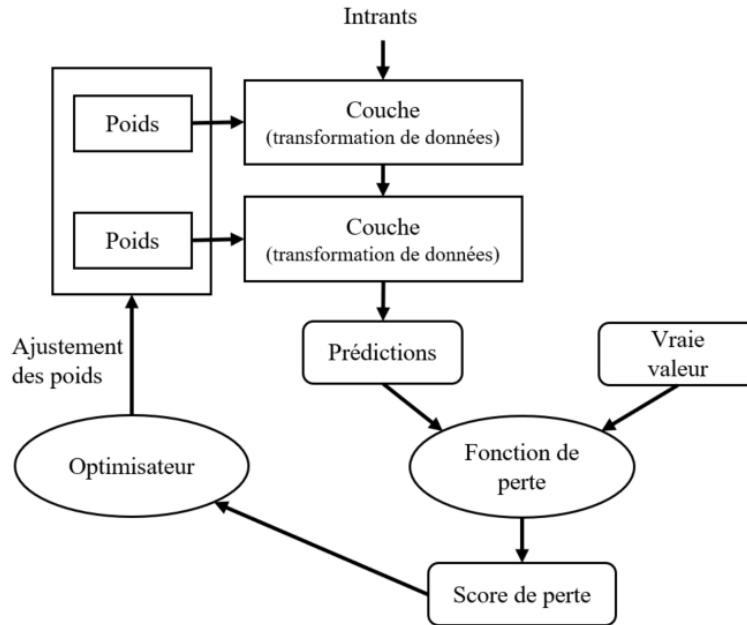 Intrants
Poids
Couche
(transformation de données)
Poids
Couche
(transformation de données)
Ajustement
des poids
Prédictions
Vraie
valeur
Optimisateur
Fonction de
perte
Score de perte